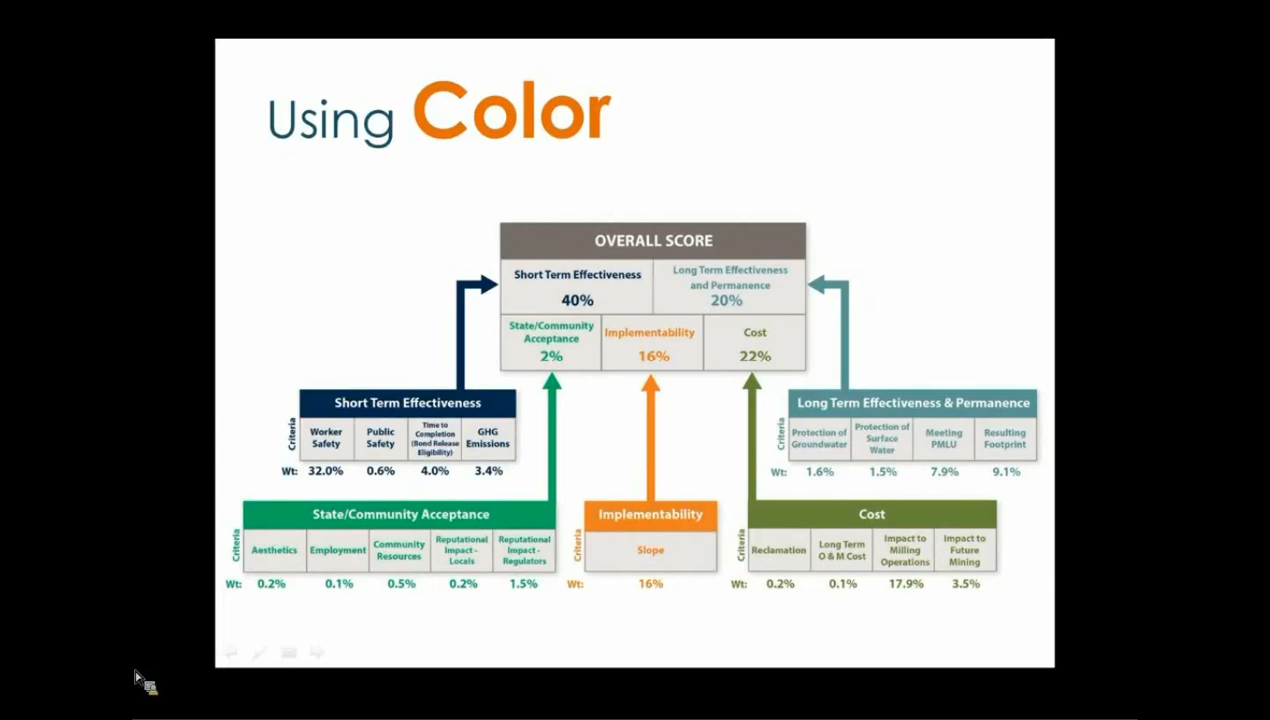 Using Color
OVERALL SCORE
Short Term Effectiveness
40%
Long Term Effectiveness
and Permanence
20%
State/Community
Acceptance
2%
Implementability
16%
Cost
22%
Short Term Effectiveness
Criteria
Worker
Safety
Public
Safety
Time to
Completion
(Bond Release
Eligibility)
GHG
Emissions
Wt: 32.0% 0.6% 4.0% 3.4%
Long Term Effectiveness & Permanence
Criteria
Protection of
Groundwater
Protection of
Surface
Water
Meeting
PMLU
Resulting
Footprint
Wt: 1.6% 1.5% 7.9% 9.1%
State/Community Acceptance
Criteria
Aesthetics
Employment
Community
Resources
Reputational
Impact -
Locals
Reputational
Impact -
Regulators
Wt: 0.2% 0.1% 0.5% 0.2% 1.5%
Implementability
Criteria
Slope
Wt: 16%
Cost
Criteria
Reclamation
Long Term
O & M Cost
Impact to
Milling
Operations
Impact to
Future
Mining
Wt: 0.2% 0.1% 17.9% 3.5%